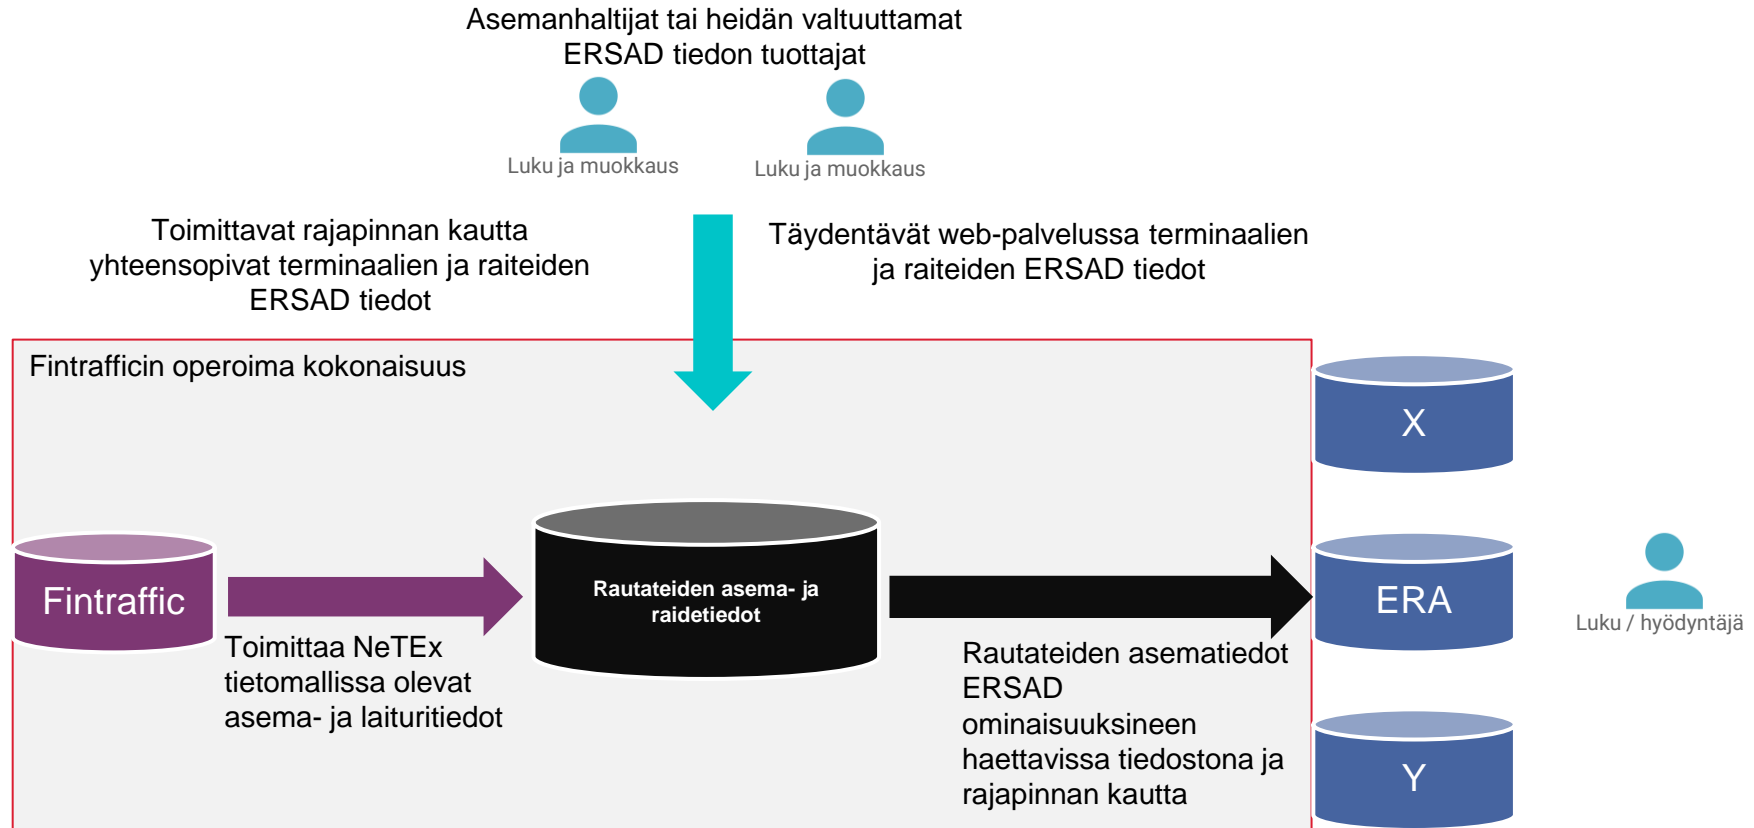 Asemanhaltijat tai heidän valtuuttamat
ERSAD tiedon tuottajat
Luku ja muokkaus
Luku ja muokkaus
Toimittavat rajapinnan kautta
yhteensopivat terminaalien ja raiteiden
ERSAD tiedot
Täydentävät web-palvelussa terminaalien
ja raiteiden ERSAD tiedot
Fintrafficin operoima kokonaisuus
X
Fintraffic
Rautateiden asema- ja
raidetiedot
ERA
Luku / hyödyntäjä
Toimittaa NeTEx
tietomallissa olevat
asema- ja laituritiedot
Rautateiden asematiedot
ERSAD
ominaisuuksineen
haettavissa tiedostona ja
rajapinnan kautta
Y